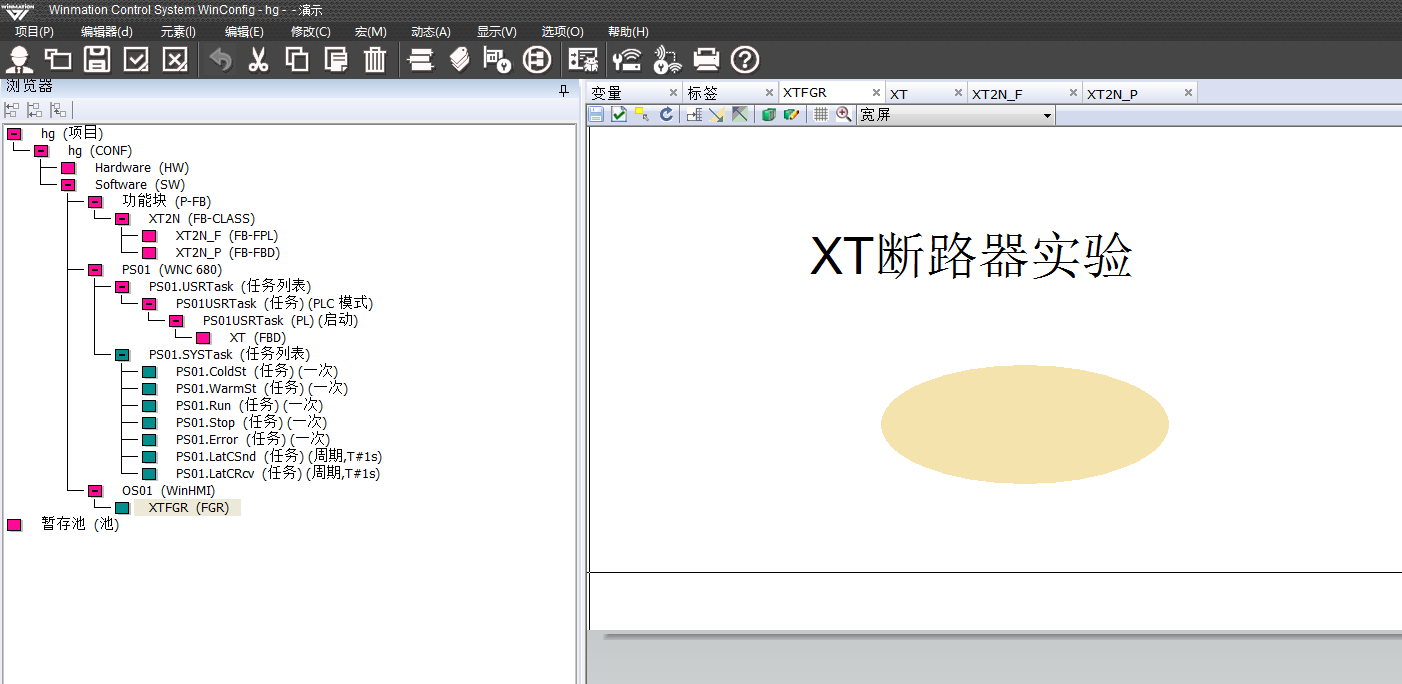 WINMATION Winmation Control System WinConfig - hg - - 演示
项目(P) 编辑器(d) 元素(l) 编辑(E) 修改(C) 宏(M) 动态(A) 显示(V) 选项(O) 帮助(H)
浏览器
变量 标签 XTFGR XT XT2N_F XT2N_P
宽屏
hg (项目)
hg (CONF)
Hardware (HW)
Software (SW)
功能块 (P-FB)
XT2N (FB-CLASS)
XT2N_F (FB-FPL)
XT2N_P (FB-FBD)
PS01 (WNC 680)
PS01.USRTask (任务列表)
PS01USRTask (任务) (PLC 模式)
PS01USRTask (PL) (启动)
XT (FBD)
PS01.SYSTask (任务列表)
PS01.ColdSt (任务) (一次)
PS01.WarmSt (任务) (一次)
PS01.Run (任务) (一次)
PS01.Stop (任务) (一次)
PS01.Error (任务) (一次)
PS01.LatCSnd (任务) (周期,T#1s)
PS01.LatCRcv (任务) (周期,T#1s)
OS01 (WinHMI)
XTFGR (FGR)
暂存池 (池)
XT断路器实验